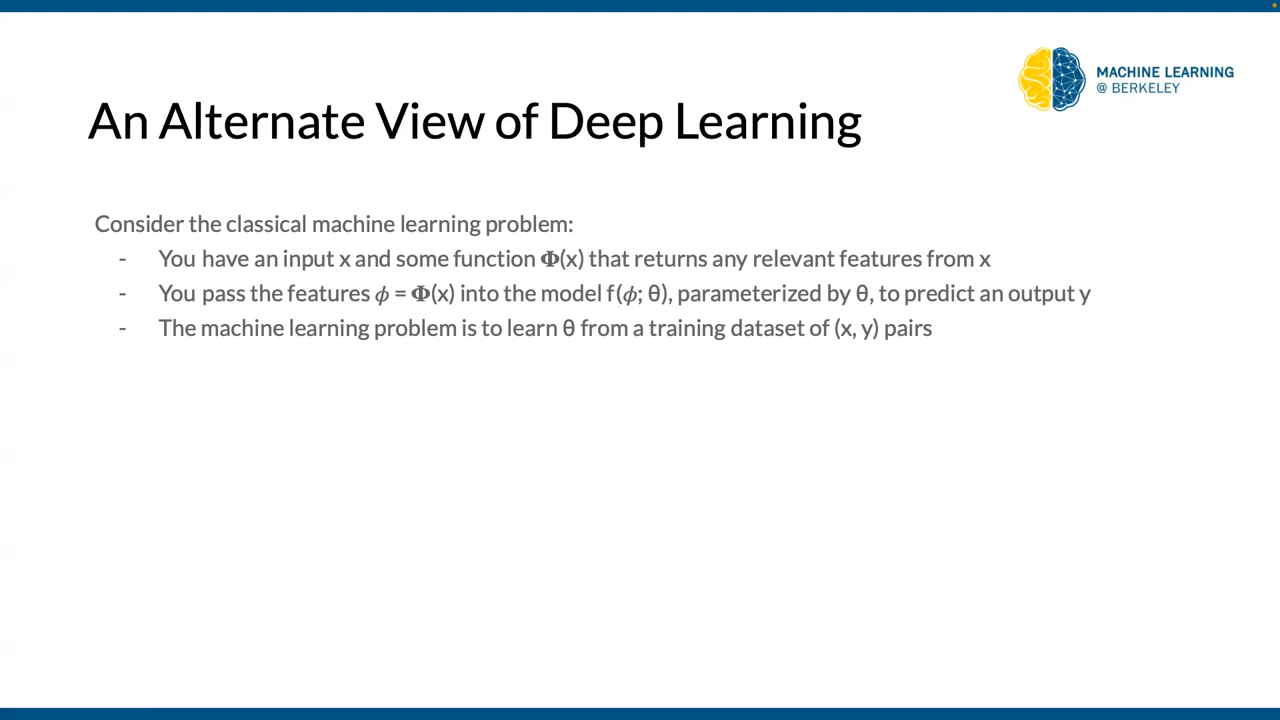 MACHINE LEARNING
@ BERKELEY
An Alternate View of Deep Learning
Consider the classical machine learning problem:
- You have an input x and some function 𝚽(x) that returns any relevant features from x
- You pass the features 𝜙 = 𝚽(x) into the model f(𝜙; θ), parameterized by θ, to predict an output y
- The machine learning problem is to learn θ from a training dataset of (x, y) pairs